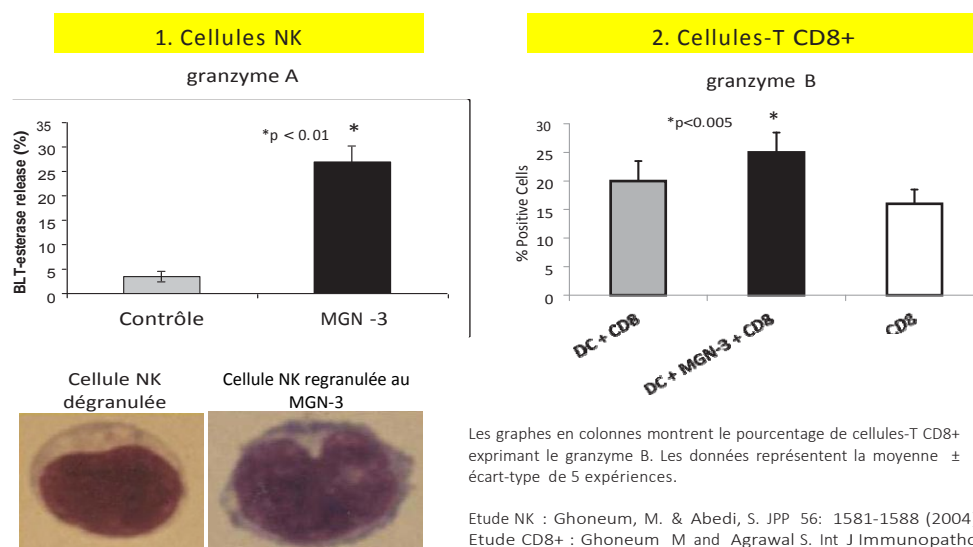 1. Cellules NK
granzyme A
BLT-esterase release (%)
35
30
25
20
15
10
5
0
*p < 0.01
*
Contrôle
MGN -3
Cellule NK
dégranulée
Cellule NK regranulée au
MGN-3
2. Cellules-T CD8+
granzyme B
% Positive Cells
30
25
20
15
10
5
0
*p<0.005
*
DC + CD8
DC + MGN-3 + CD8
CD8
Les graphes en colonnes montrent le pourcentage de cellules-T CD8+
exprimant le granzyme B. Les données représentent la moyenne ±
écart-type de 5 expériences.
Etude NK : Ghoneum, M. & Abedi, S. JPP 56: 1581-1588 (2004
Etude CD8+ : Ghoneum M and Agrawal S. Int J Immunopatho